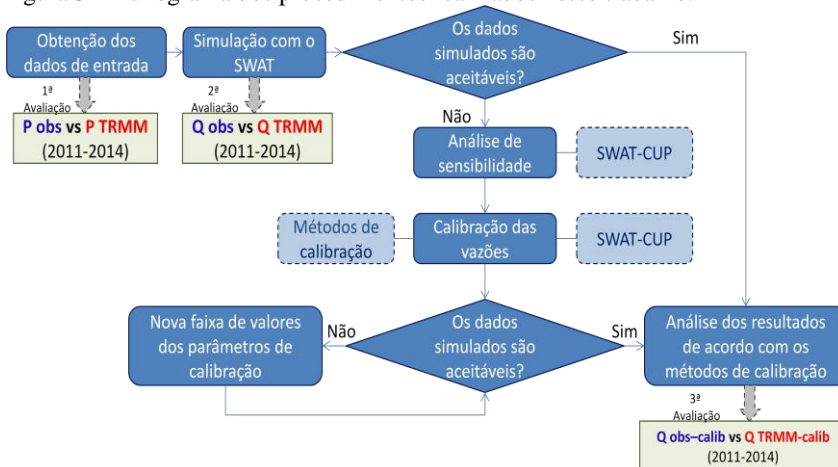 Obtenção dos
dados de entrada
Simulação com o
SWAT
Os dados
simulados são
aceitáveis?
Sim
1ª
Avaliação
P obs vs P TRMM
(2011-2014)
2ª
Avaliação
Q obs vs Q TRMM
(2011-2014)
Não
Análise de
sensibilidade
SWAT-CUP
Métodos de
calibração
Calibração das
vazões
SWAT-CUP
Nova faixa de valores
dos parâmetros de
calibração
Não
Os dados
simulados são
aceitáveis?
Sim
Análise dos resultados
de acordo com os
métodos de calibração
3ª
Avaliação
Q obs–calib vs Q TRMM-calib
(2011-2014)